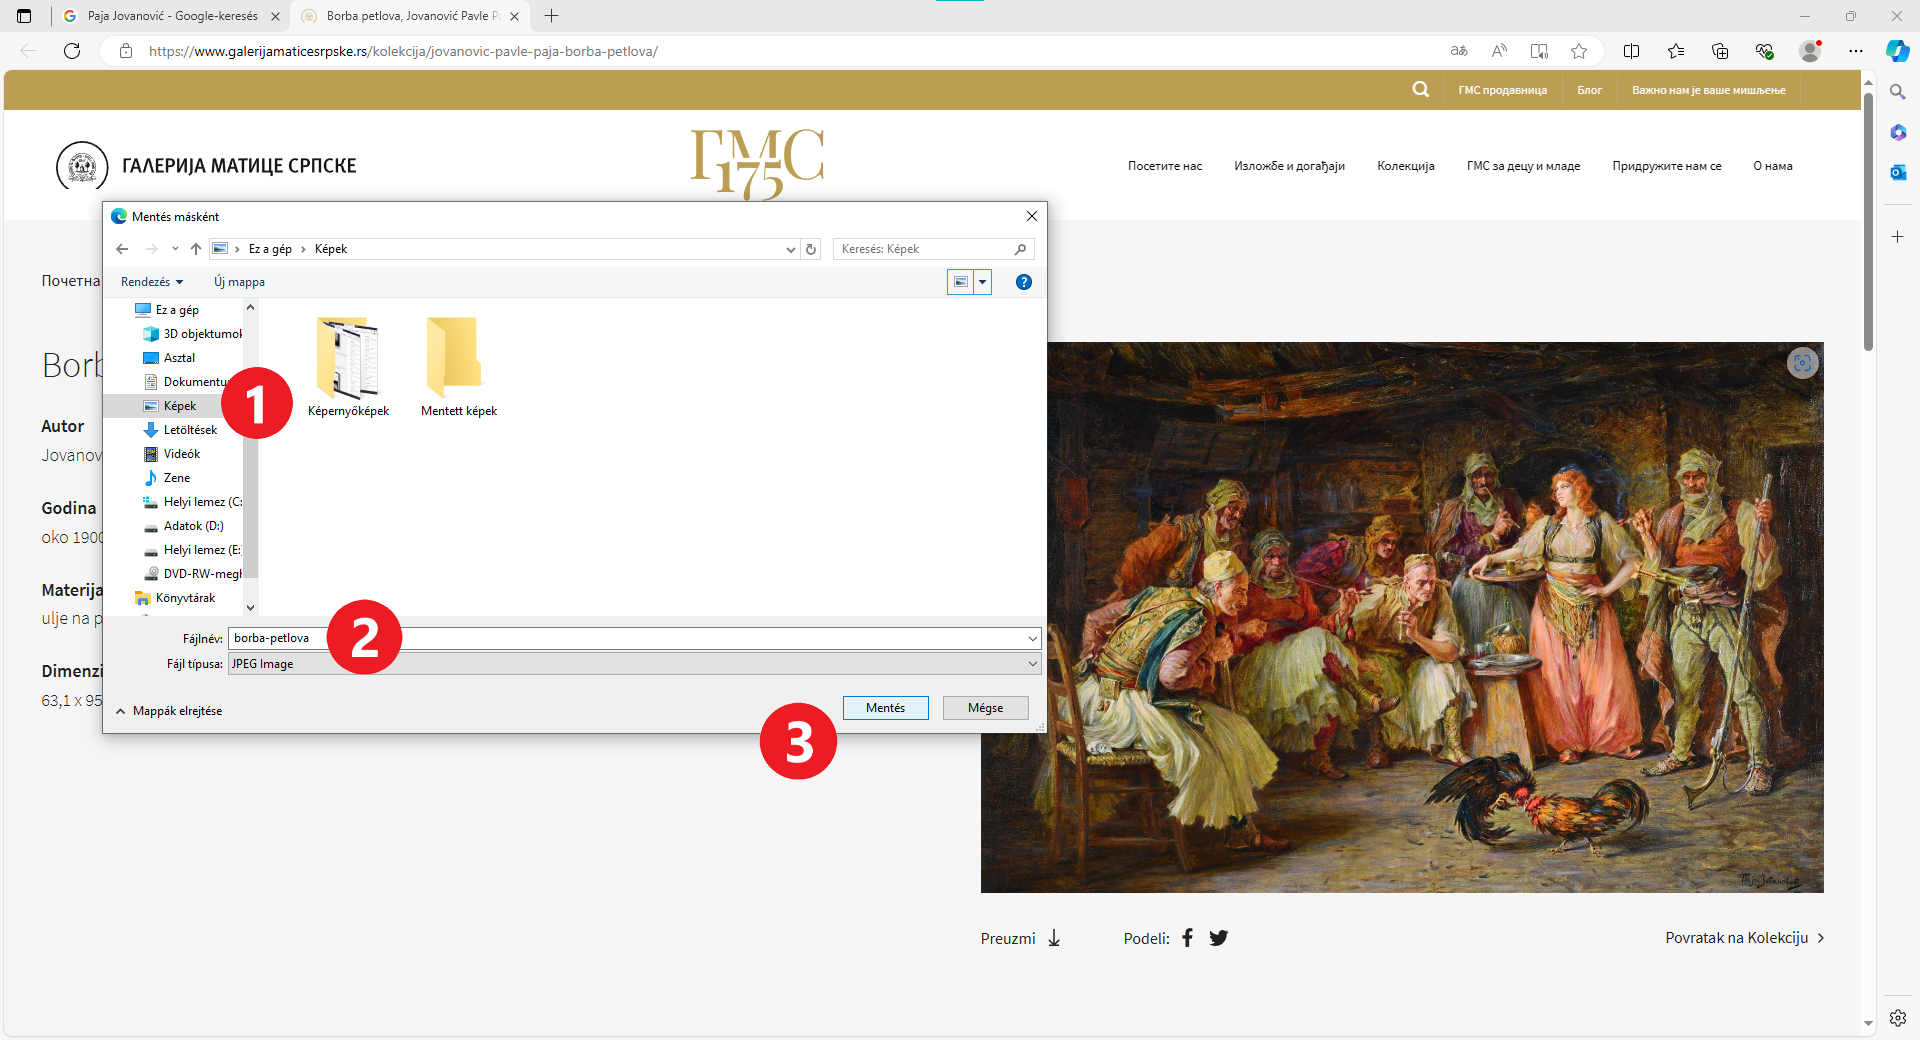 Paja Jovanović - Google-keresés
Borba petlova, Jovanović Pavle Pa
https://www.galerijamaticesrpske.rs/kolekcija/jovanovic-pavle-paja-borba-petlova/
ГМС продавница
Блог
Важно нам је ваше мишљење
ГАЛЕРИЈА МАТИЦЕ СРПСКЕ
ГМС
175
Посетите нас
Изложбе и догађаји
Колекција
ГМС за децу и младе
Придружите нам се
О нама
Mentés másként
Ez a gép
Képek
Keresés: Képek
Rendezés
Új mappa
Почетна
Ez a gép
3D objektumok
Asztal
Dokumentu
Képek
Letöltések
Videók
Zene
Helyi lemez (C:
Adatok (D:)
Helyi lemez (E:
DVD-RW-megh
Könyvtárak
1
Képernyőképek
Mentett képek
Borb
Autor
Jovanov
Godina
oko 1900
Materija
ulje na p
Dimenzi
63,1 x 95
Fájlnév:
borba-petlova
2
Fájl típusa:
JPEG Image
Mappák elrejtése
Mentés
Mégse
3
Preuzmi
Podeli:
Povratak na Kolekciju